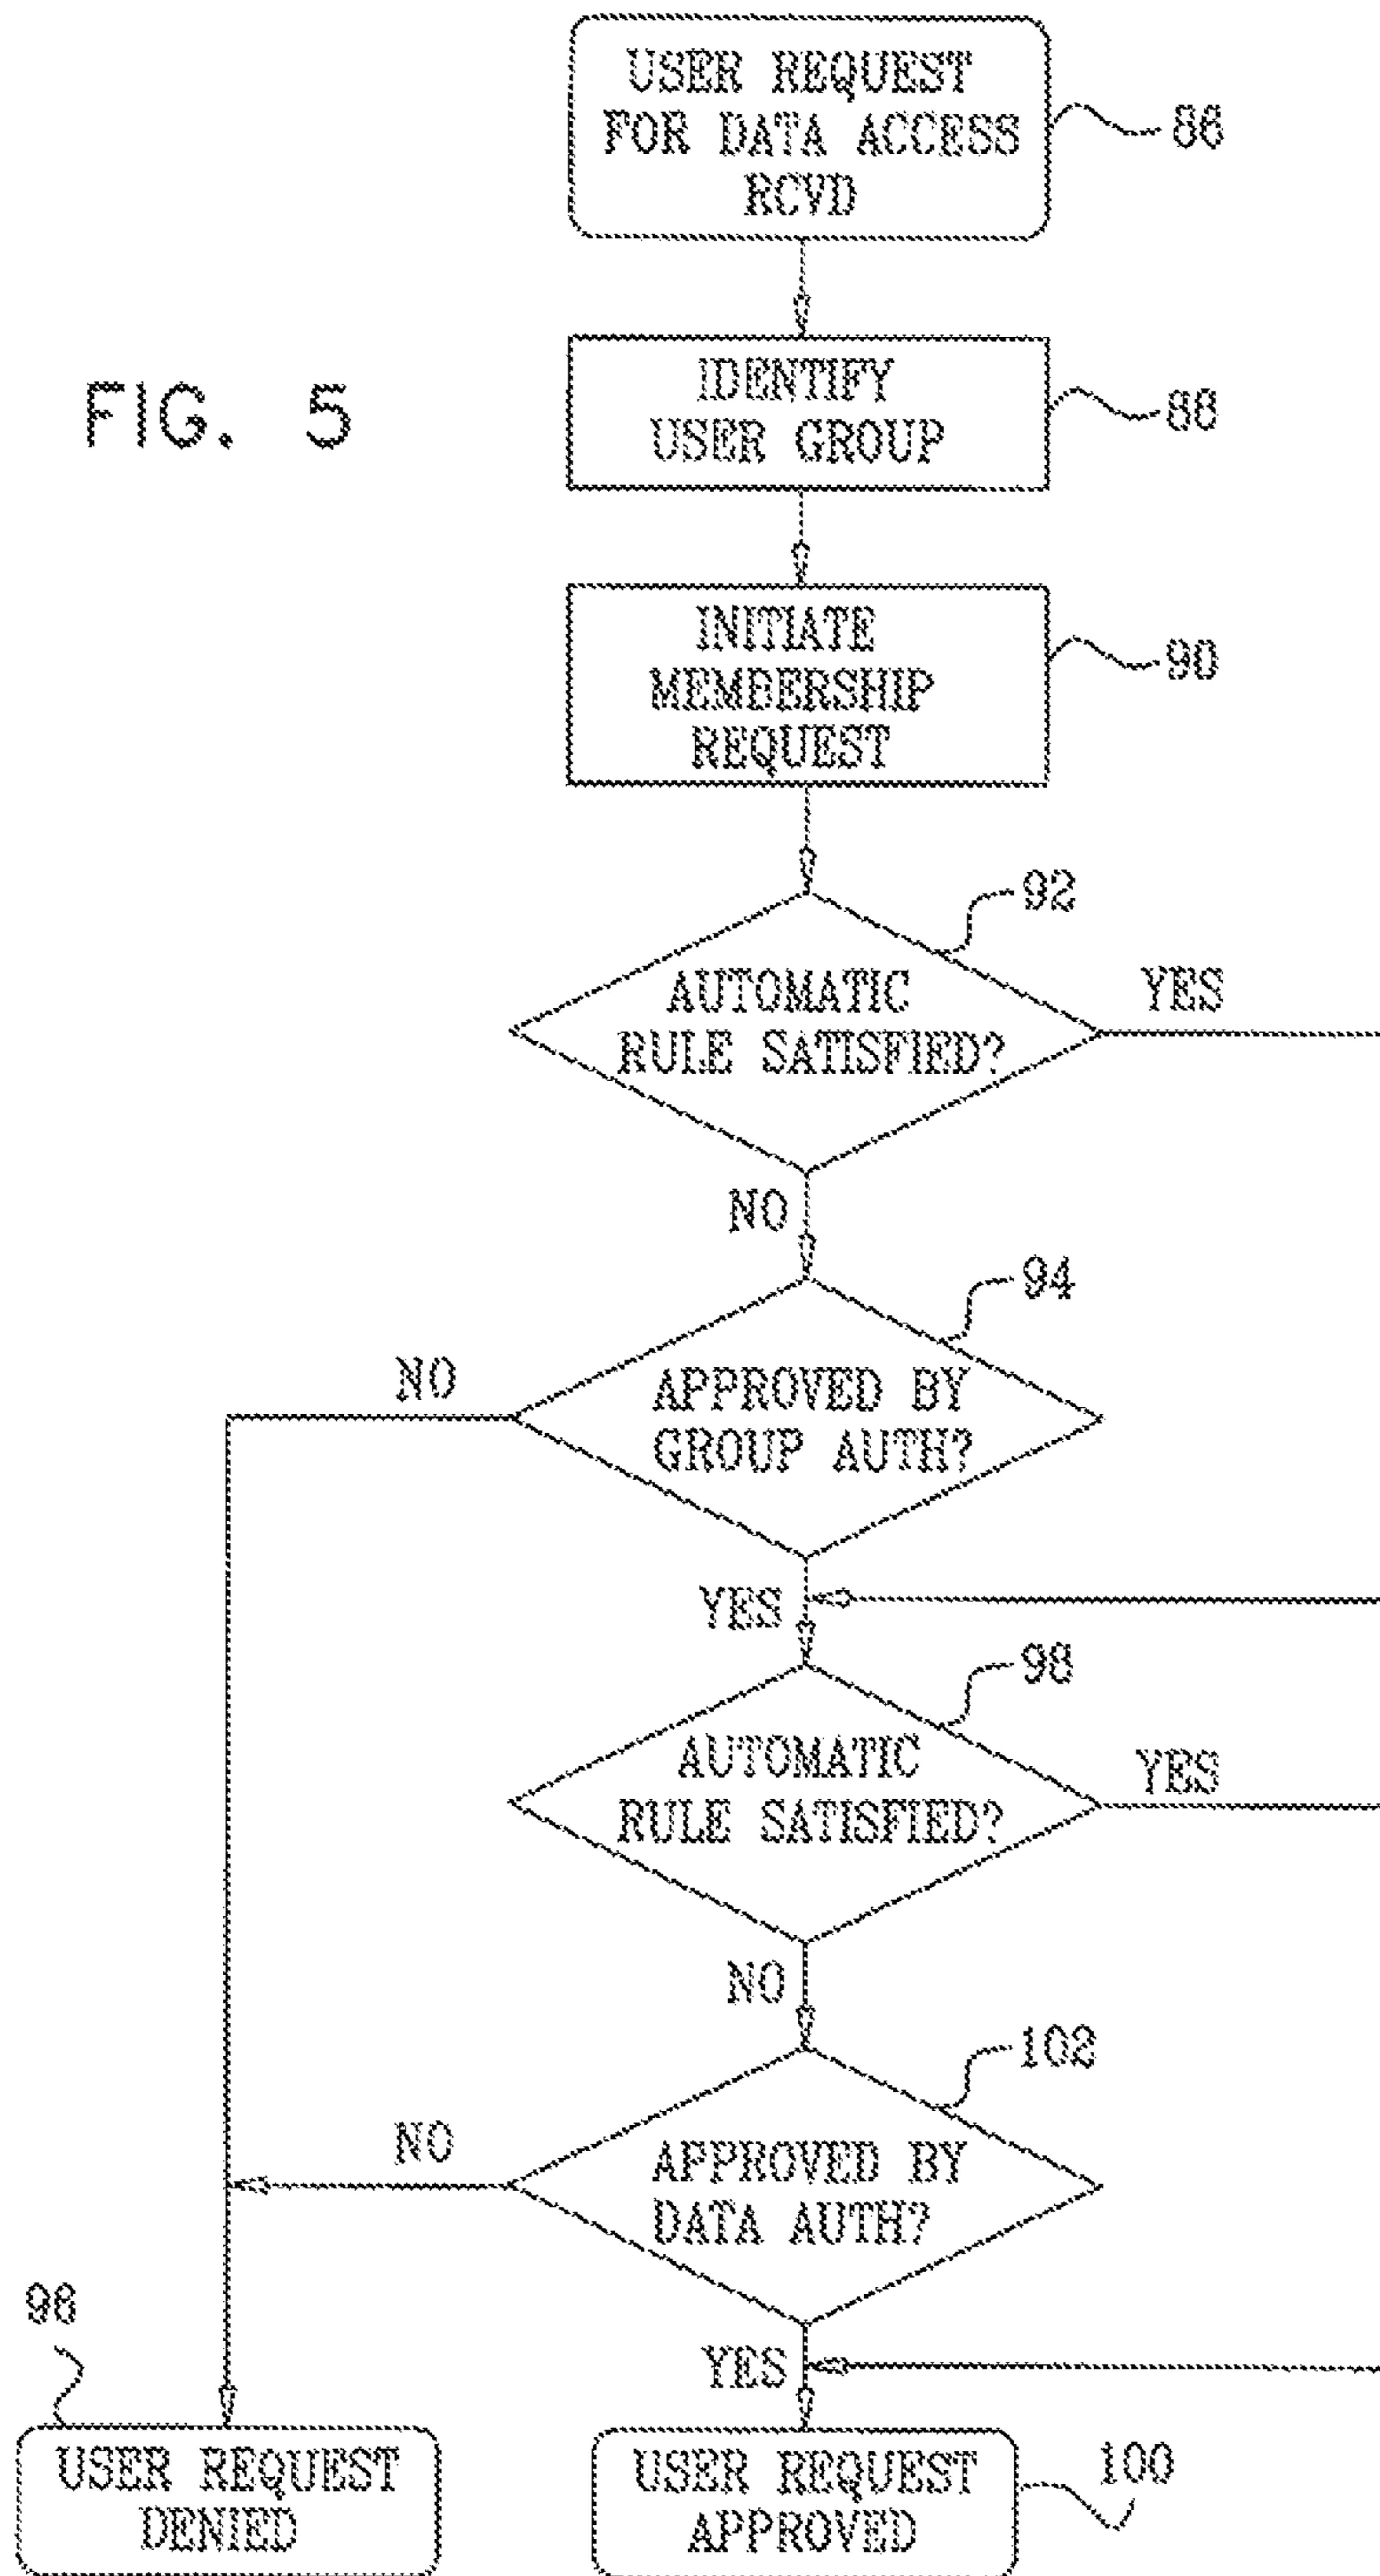 USER REQUEST
FOR DATA ACCESS
RCVD
86
FIG. 5
IDENTIFY
USER GROUP
88
INITIATE
MEMBERSHIP
REQUEST
90
92
AUTOMATIC
RULE SATISFIED?
YES
NO
94
APPROVED BY
GROUP AUTH?
NO
YES
98
AUTOMATIC
RULE SATISFIED?
YES
NO
102
APPROVED BY
DATA AUTH?
NO
96
YES
USER REQUEST
DENIED
USER REQUEST
APPROVED
100